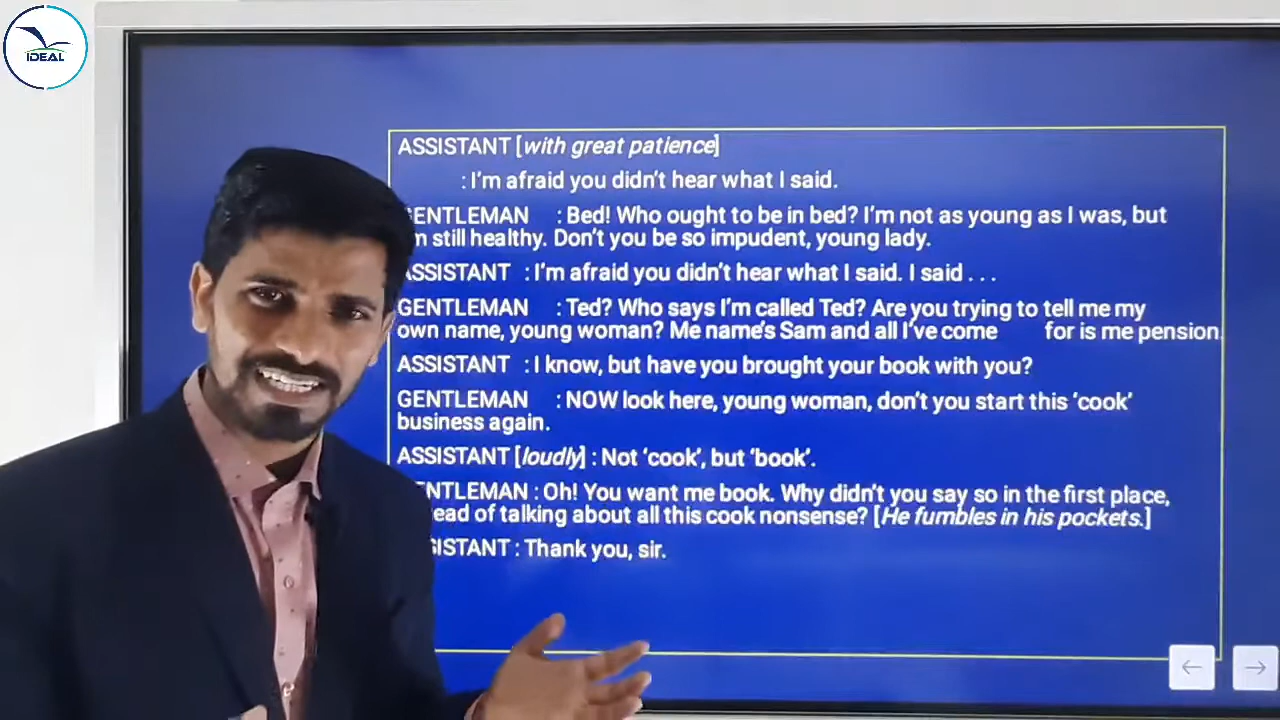 iDEAL
ASSISTANT [with great patience]
: I'm afraid you didn't hear what I said.
ENTLEMAN : Bed! Who ought to be in bed? I'm not as young as I was, but
m still healthy. Don't you be so impudent, young lady.
ASSISTANT : I'm afraid you didn't hear what I said. I said . . .
GENTLEMAN : Ted? Who says I'm called Ted? Are you trying to tell me my
own name, young woman? Me name's Sam and all I've come for is me pension.
ASSISTANT : I know, but have you brought your book with you?
GENTLEMAN : NOW look here, young woman, don't you start this 'cook'
business again.
ASSISTANT [loudly] : Not 'cook', but 'book'.
ENTLEMAN : Oh! You want me book. Why didn't you say so in the first place,
ead of talking about all this cook nonsense? [He fumbles in his pockets.]
SISTANT : Thank you, sir.